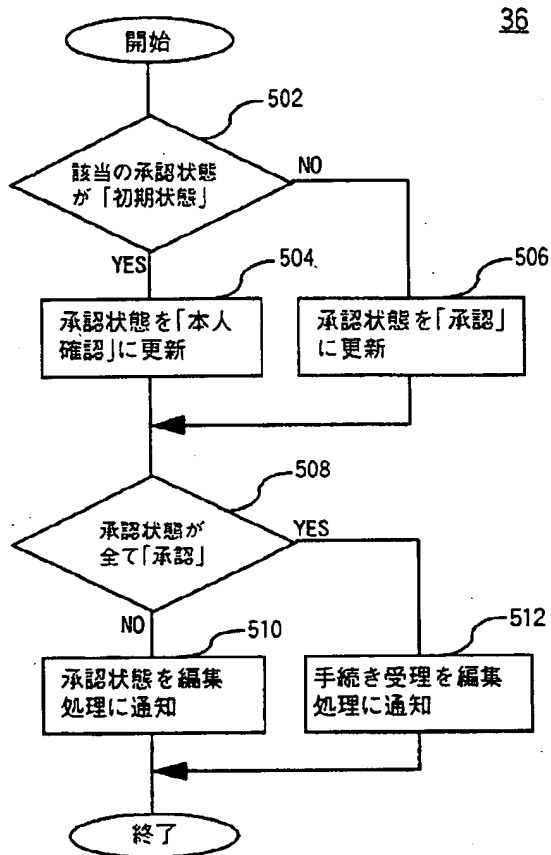 36
開始
502
該当の承認状態
が「初期状態」
NO
YES
504
506
承認状態を「本人
確認」に更新
承認状態を「承認」
に更新
508
承認状態が
全て「承認」
YES
NO
510
512
承認状態を編集
処理に通知
手続き受理を編集
処理に通知
終了